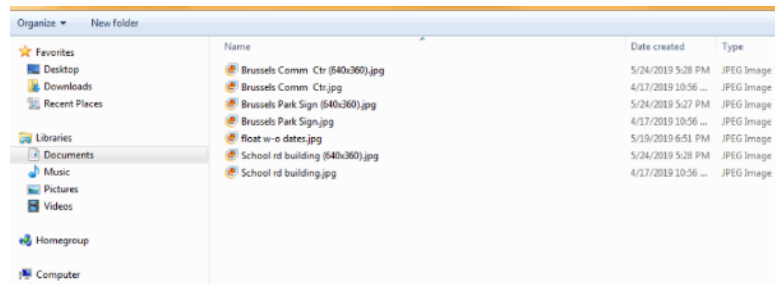 Organize New folder
Name Date created Type
Favorites
Desktop
Downloads
Recent Places
Libraries
Documents
Music
Pictures
Videos
Homegroup
Computer
Brussels Comm Ctr (640x360).jpg 5/24/2019 5:28 PM JPEG Image
Brussels Comm Ctr.jpg 4/17/2019 10:56 ... JPEG Image
Brussels Park Sign (640x360).jpg 5/24/2019 5:27 PM JPEG Image
Brussels Park Sign.jpg 4/17/2019 10:56 ... JPEG Image
float w-o dates.jpg 5/19/2019 6:51 PM JPEG Image
School rd building (640x360).jpg 5/24/2019 5:28 PM JPEG Image
School rd building.jpg 4/17/2019 10:56 ... JPEG Image